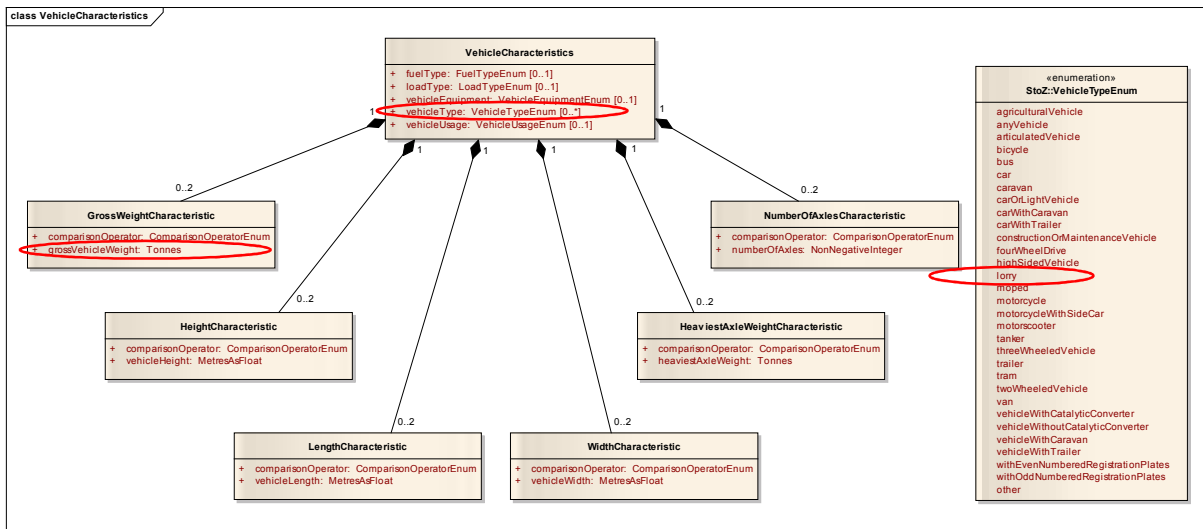 class VehicleCharacteristics
VehicleCharacteristics
+ fuelType: FuelTypeEnum [0..1]
+ loadType: LoadTypeEnum [0..1]
+ vehicleEquipment: VehicleEquipmentEnum [0..1]
+ vehicleType: VehicleTypeEnum [0..*]
+ vehicleUsage: VehicleUsageEnum [0..1]
1
1
1
1
1
1
0..2
0..2
0..2
0..2
0..2
0..2
GrossWeightCharacteristic
+ comparisonOperator: ComparisonOperatorEnum
+ grossVehicleWeight: Tonnes
NumberOfAxlesCharacteristic
+ comparisonOperator: ComparisonOperatorEnum
+ numberOfAxles: NonNegativeInteger
HeightCharacteristic
+ comparisonOperator: ComparisonOperatorEnum
+ vehicleHeight: MetresAsFloat
HeaviestAxleWeightCharacteristic
+ comparisonOperator: ComparisonOperatorEnum
+ heaviestAxleWeight: Tonnes
LengthCharacteristic
+ comparisonOperator: ComparisonOperatorEnum
+ vehicleLength: MetresAsFloat
WidthCharacteristic
+ comparisonOperator: ComparisonOperatorEnum
+ vehicleWidth: MetresAsFloat
«enumeration»
StoZ::VehicleTypeEnum
agriculturalVehicle
anyVehicle
articulatedVehicle
bicycle
bus
car
caravan
carOrLightVehicle
carWithCaravan
carWithTrailer
constructionOrMaintenanceVehicle
fourWheelDrive
highSidedVehicle
lorry
moped
motorcycle
motorcycleWithSideCar
motorscooter
tanker
threeWheeledVehicle
trailer
tram
twoWheeledVehicle
van
vehicleWithCatalyticConverter
vehicleWithoutCatalyticConverter
vehicleWithCaravan
vehicleWithTrailer
withEvenNumberedRegistrationPlates
withOddNumberedRegistrationPlates
other